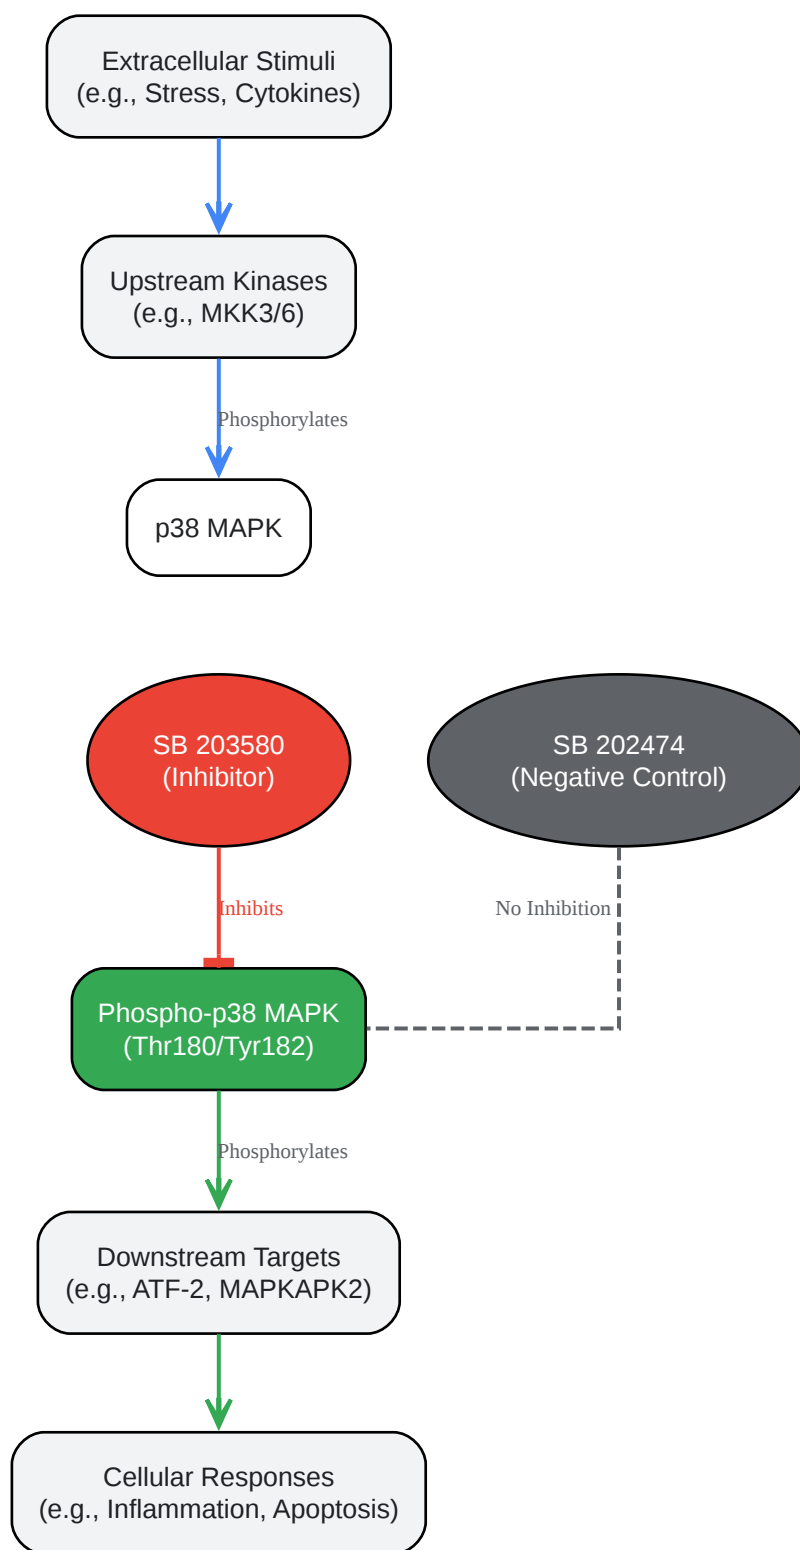 Extracellular Stimuli
(e.g., Stress, Cytokines)
Upstream Kinases
(e.g., MKK3/6)
Phosphorylates
p38 MAPK
SB 203580
(Inhibitor)
SB 202474
(Negative Control)
Inhibits
No Inhibition
Phospho-p38 MAPK
(Thr180/Tyr182)
Phosphorylates
Downstream Targets
(e.g., ATF-2, MAPKAPK2)
Cellular Responses
(e.g., Inflammation, Apoptosis)